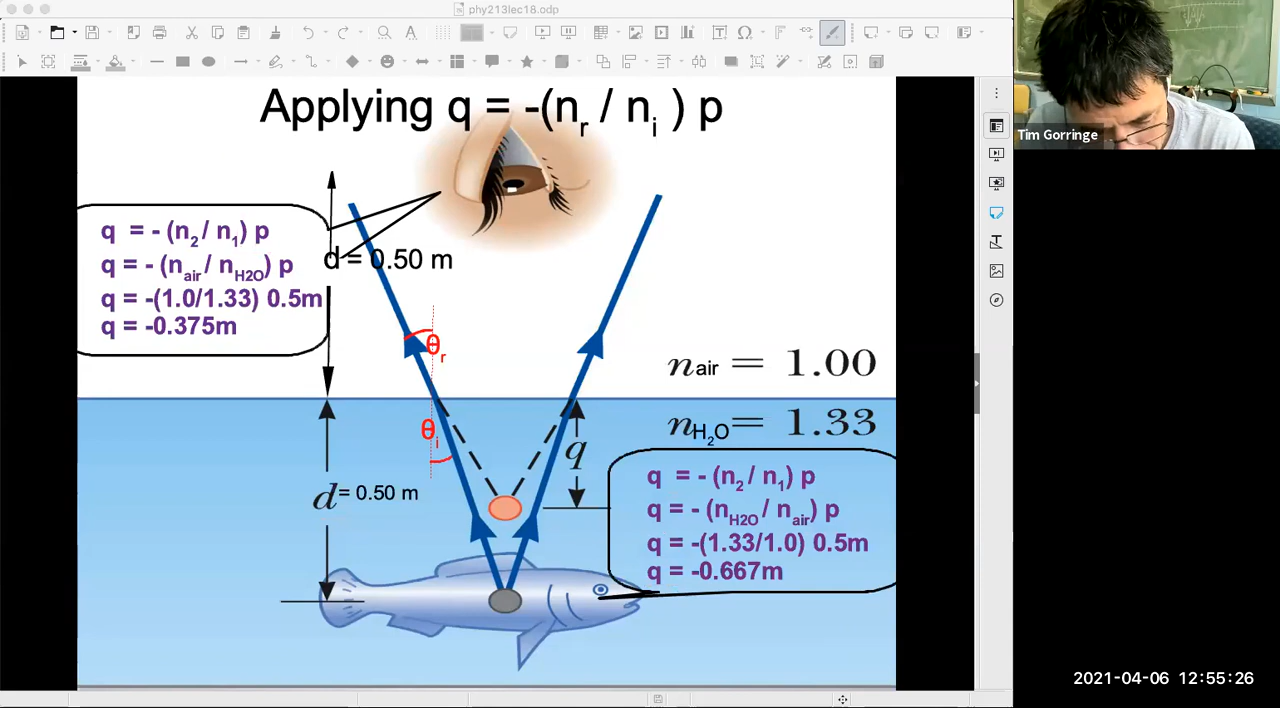 phy213lec18.odp
Applying q = -(nr / ni ) p
q = - (n2 / n1) p
q = - (nair / nH2O) p
q = -(1.0/1.33) 0.5m
q = -0.375m
d = 0.50 m
θr
θi
nair = 1.00
nH2O = 1.33
q
d = 0.50 m
q = - (n2 / n1) p
q = - (nH2O / nair) p
q = -(1.33/1.0) 0.5m
q = -0.667m
Tim Gorringe
2021-04-06 12:55:26